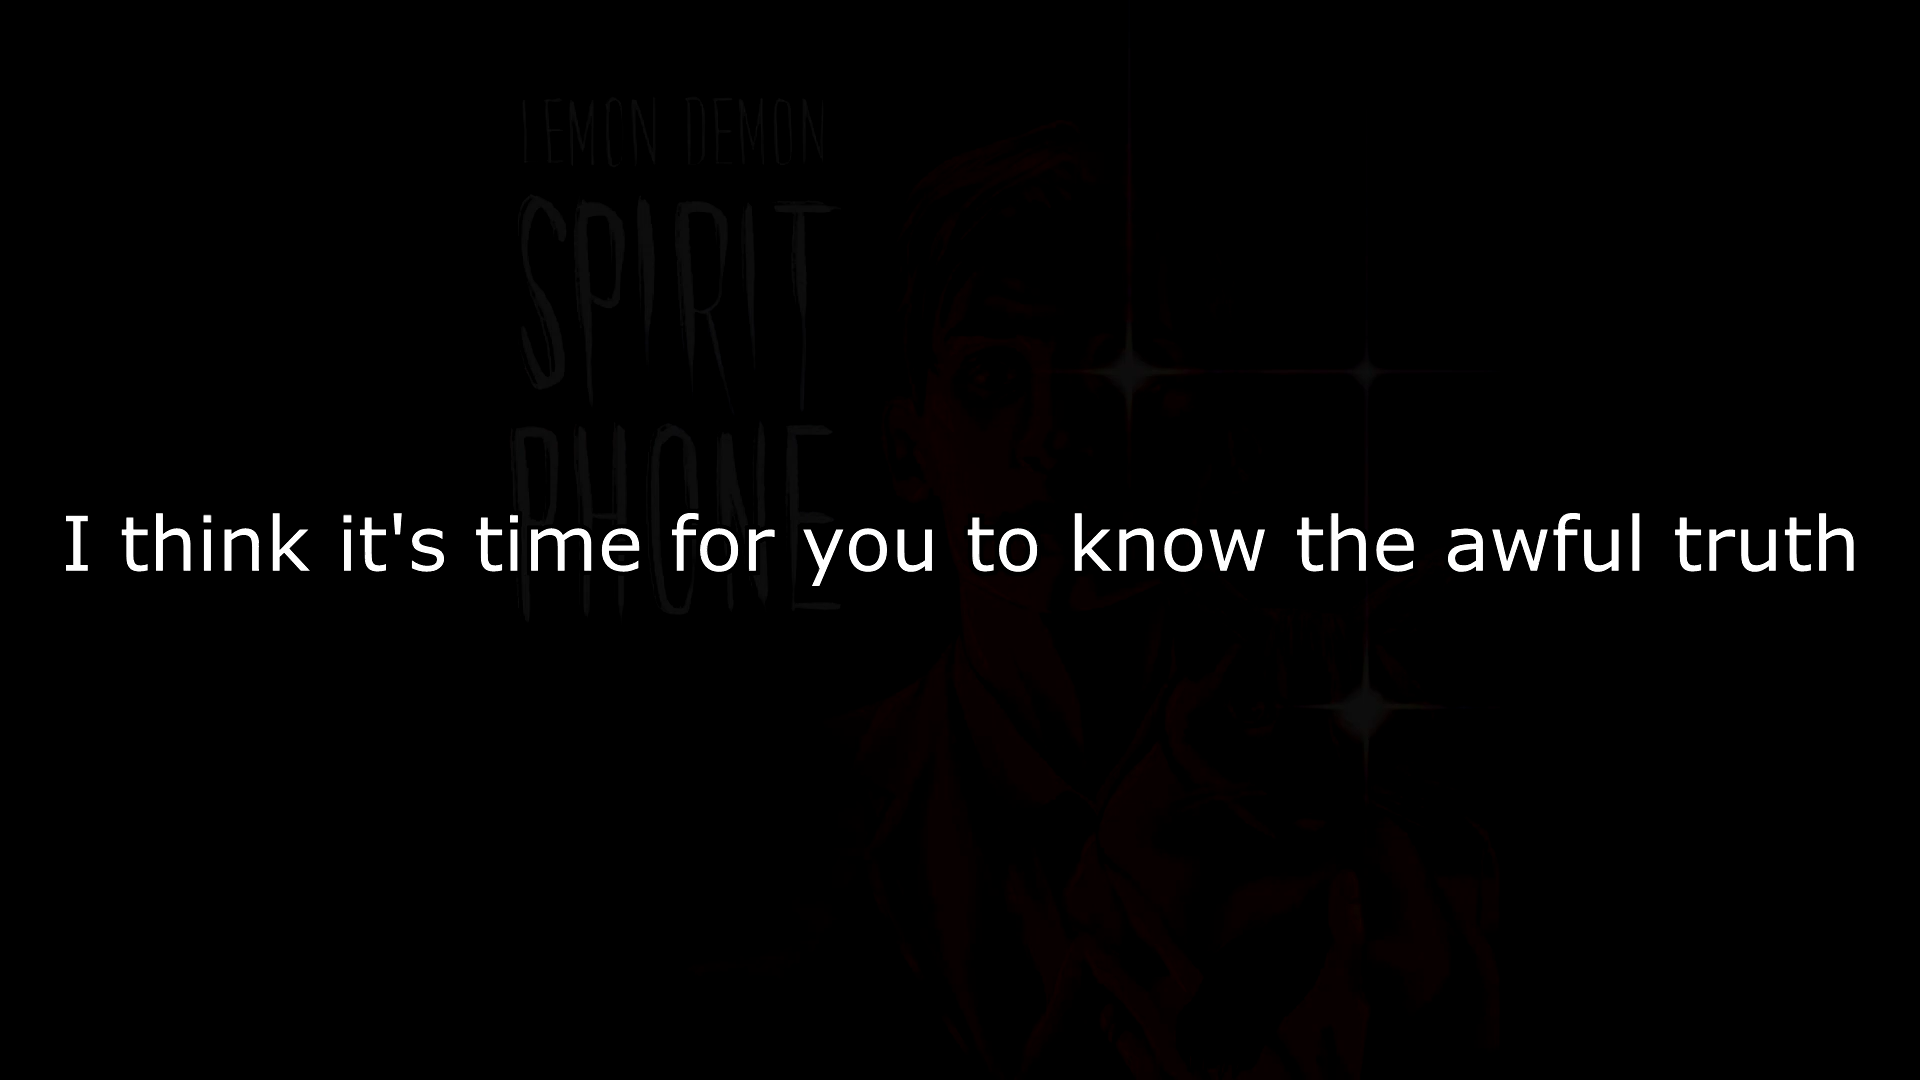 LEMON DEMON
SPIRIT
PHONE
I think it's time for you to know the awful truth